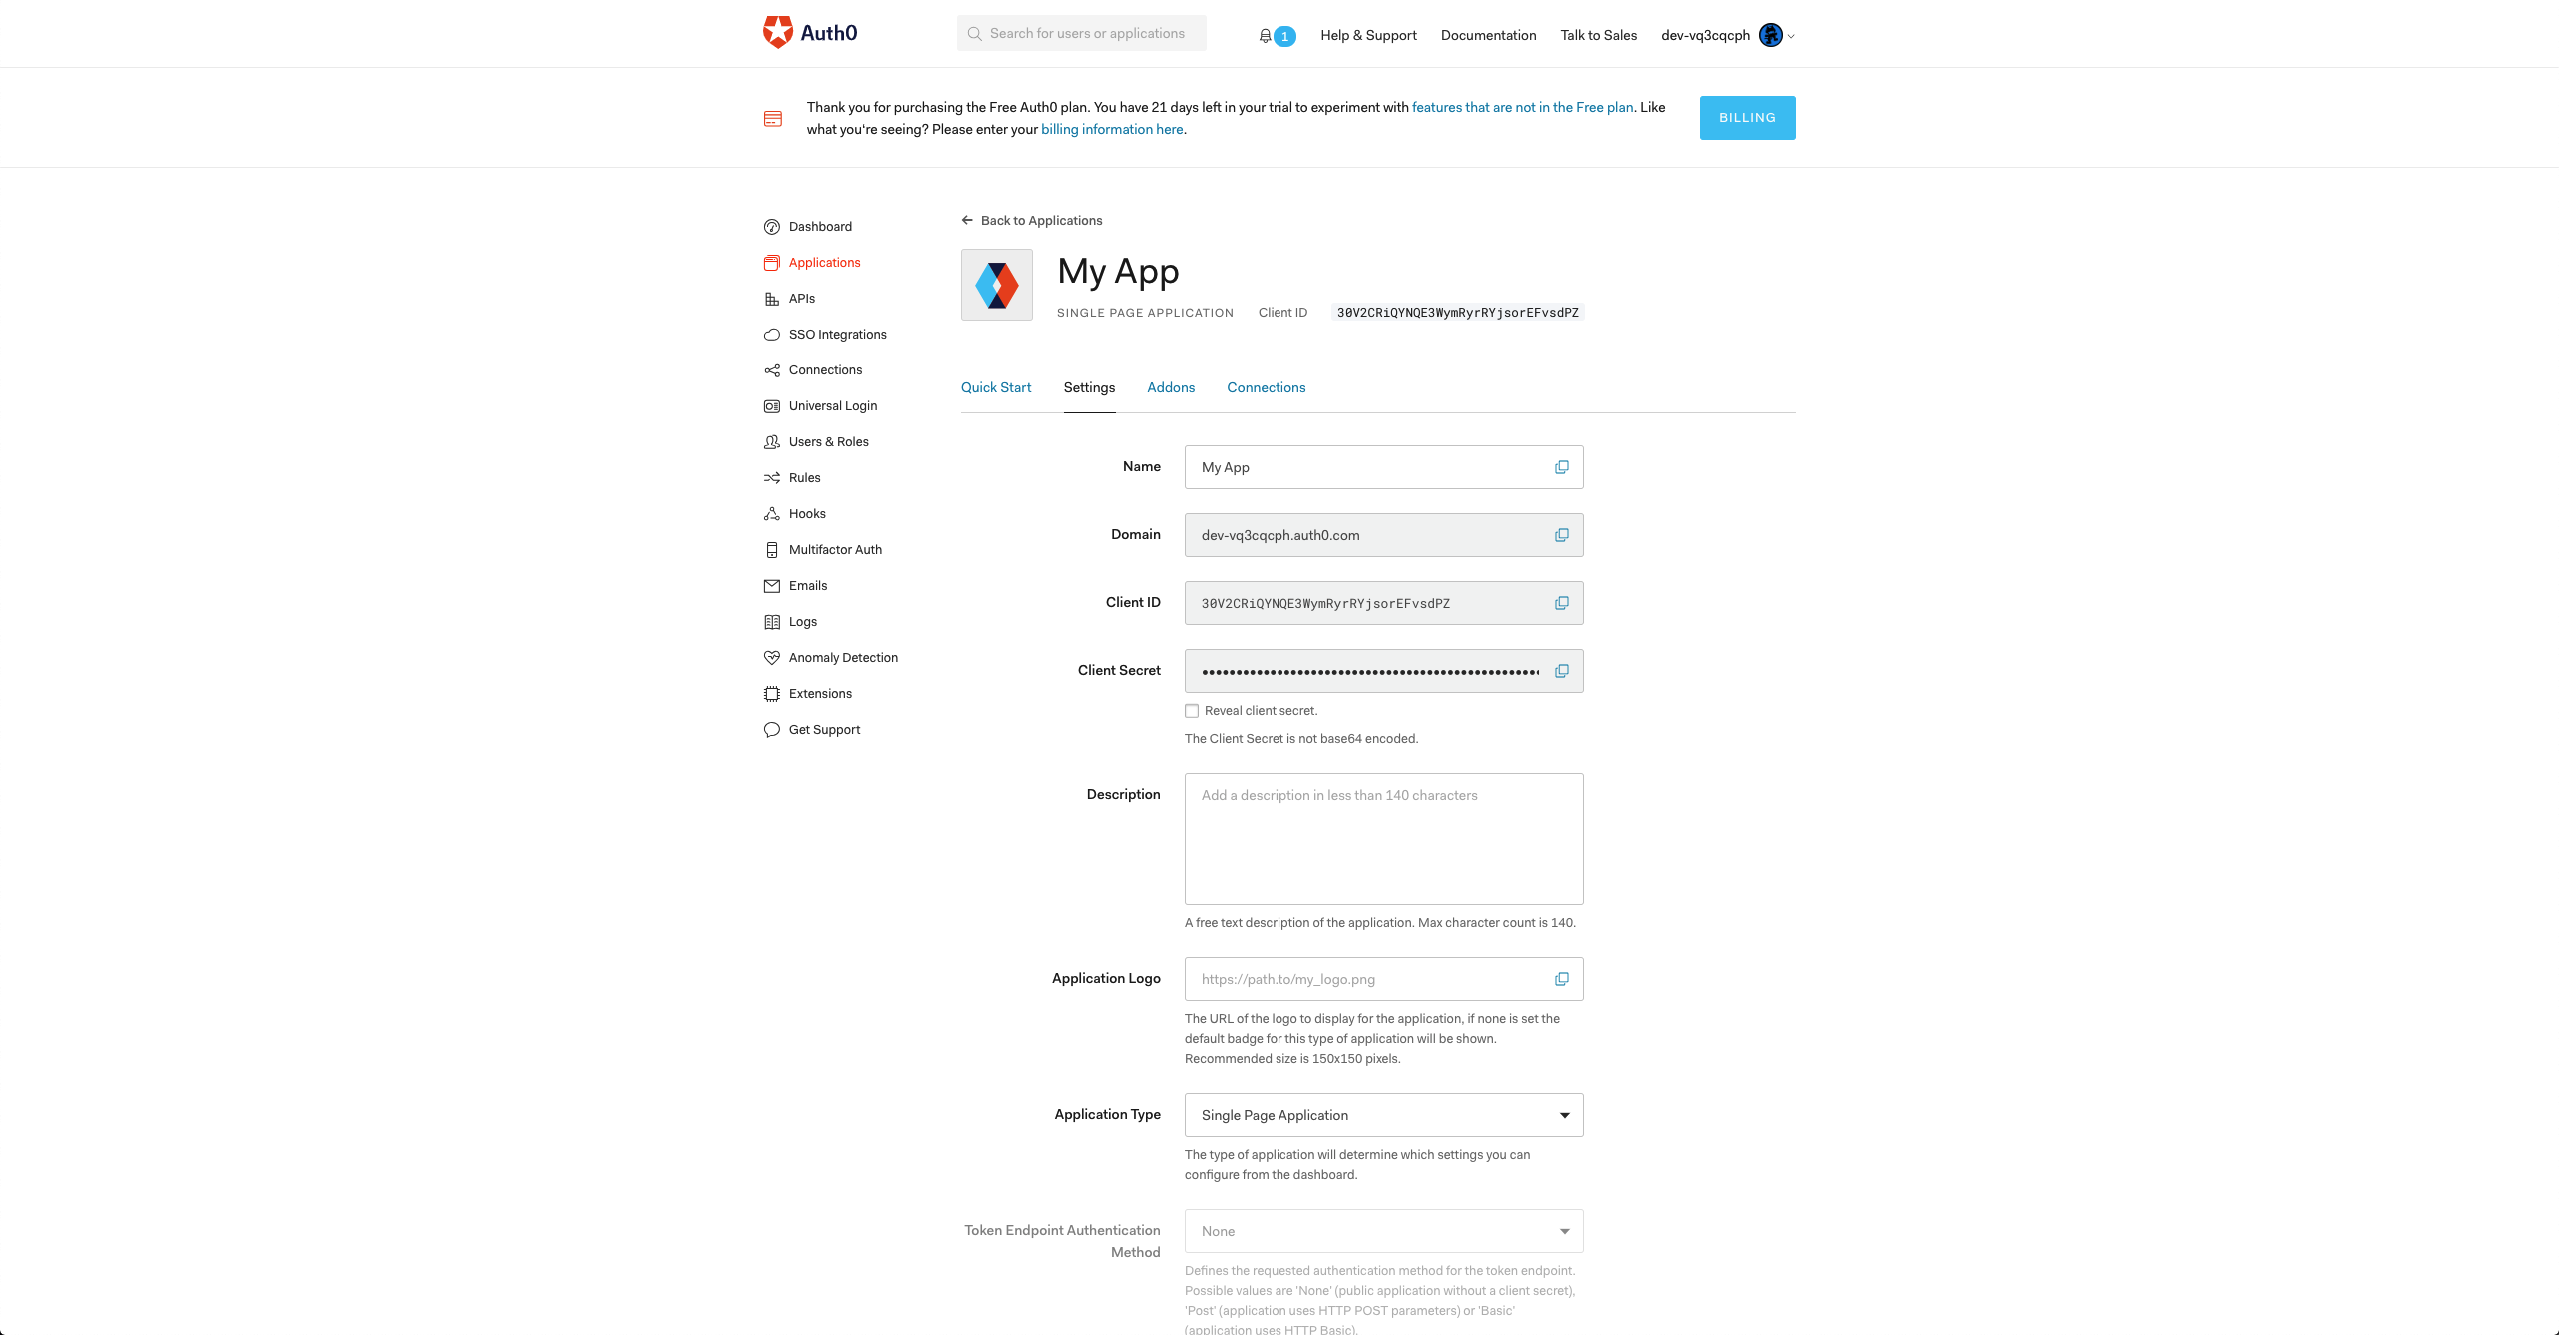 Auth0
Search for users or applications
1
Help & Support
Documentation
Talk to Sales
dev-vq3cqcph
Thank you for purchasing the Free Auth0 plan. You have 21 days left in your trial to experiment with features that are not in the Free plan. Like
what you're seeing? Please enter your billing information here.
BILLING
Dashboard
Applications
APIs
SSO Integrations
Connections
Universal Login
Users & Roles
Rules
Hooks
Multifactor Auth
Emails
Logs
Anomaly Detection
Extensions
Get Support
Back to Applications
My App
SINGLE PAGE APPLICATION
Client ID
30V2CRiQYNQE3WymRyrRYjsorEFvsdPZ
Quick Start
Settings
Addons
Connections
Name
My App
Domain
dev-vq3cqcph.auth0.com
Client ID
30V2CRiQYNQE3WymRyrRYjsorEFvsdPZ
Client Secret
Reveal client secret.
The Client Secret is not base64 encoded.
Description
Add a description in less than 140 characters
A free text description of the application. Max character count is 140.
Application Logo
https://path.to/my_logo.png
The URL of the logo to display for the application, if none is set the
default badge for this type of application will be shown.
Recommended size is 150x150 pixels.
Application Type
Single Page Application
The type of application will determine which settings you can
configure from the dashboard.
Token Endpoint Authentication
Method
None
Defines the requested authentication method for the token endpoint.
Possible values are 'None' (public application without a client secret),
'Post' (application uses HTTP POST parameters) or 'Basic'
(application uses HTTP Basic).